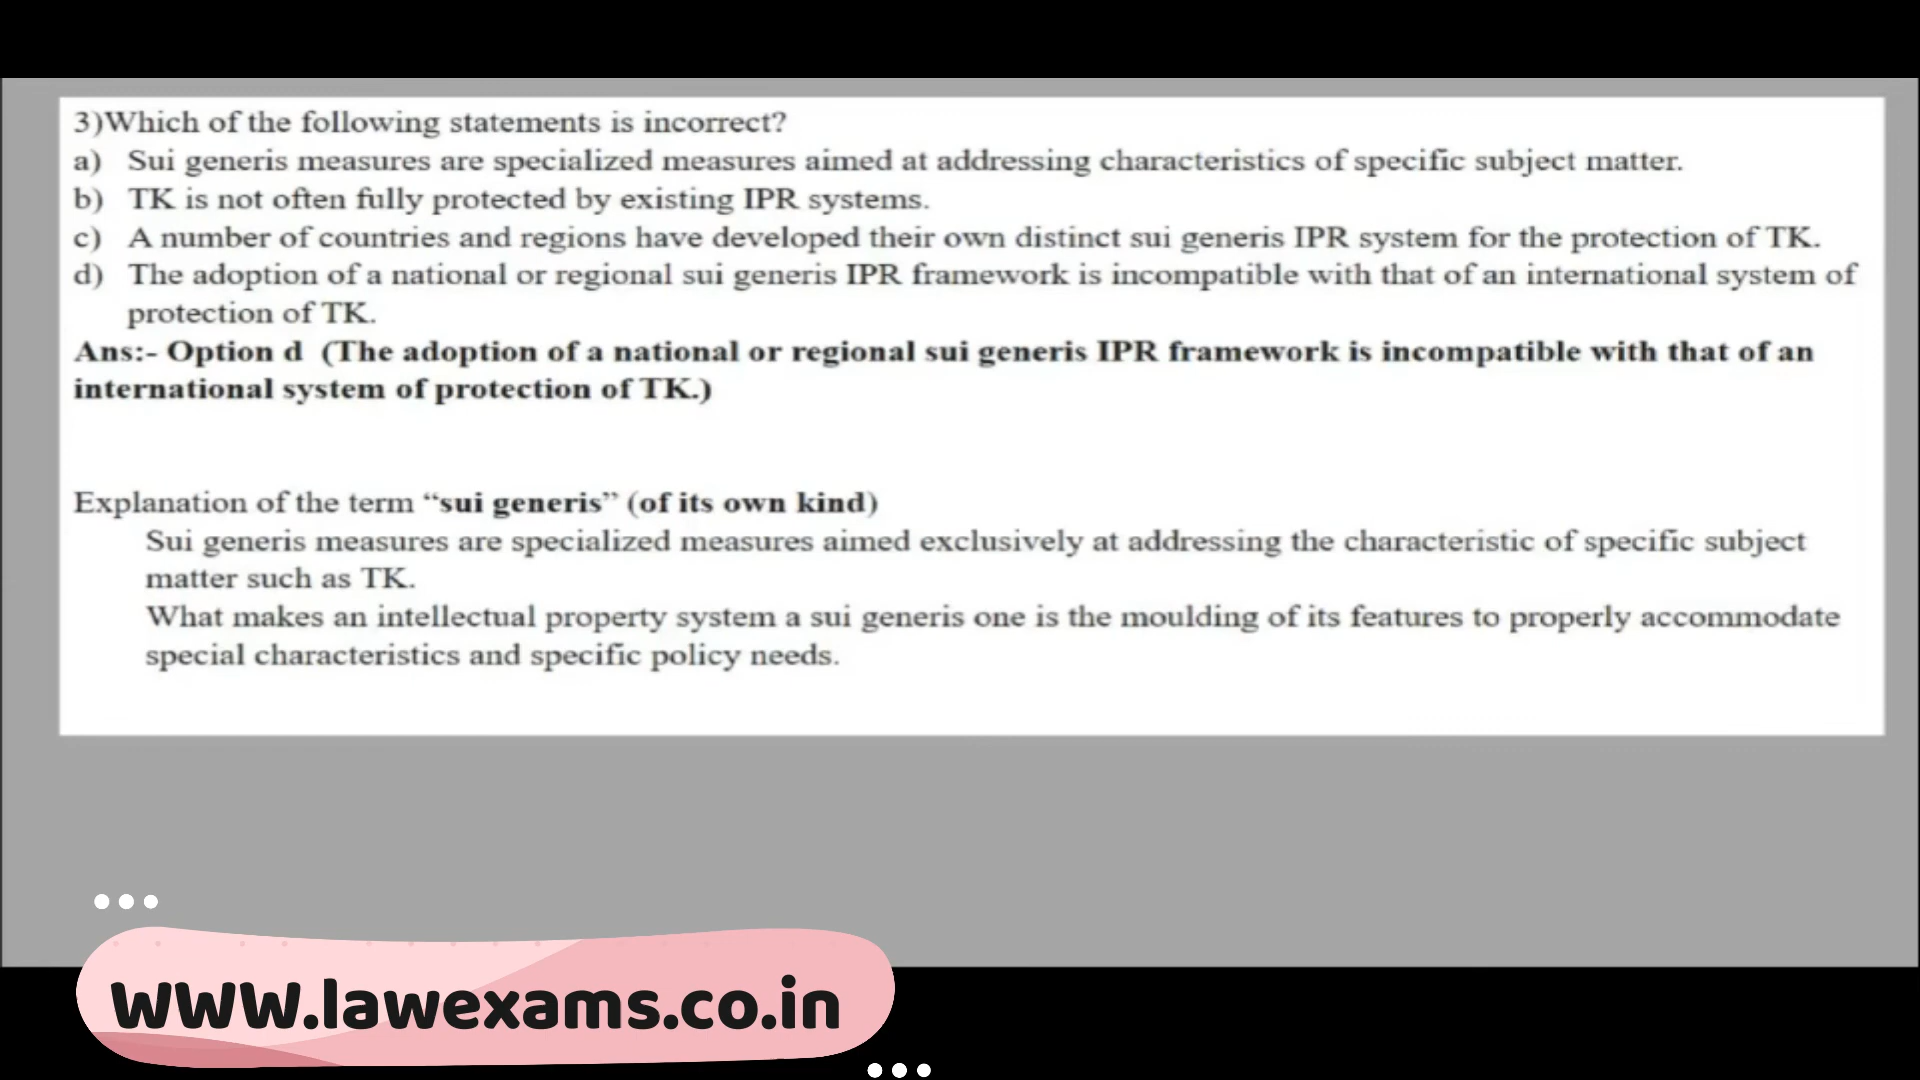 3)Which of the following statements is incorrect?
a) Sui generis measures are specialized measures aimed at addressing characteristics of specific subject matter.
b) TK is not often fully protected by existing IPR systems.
c) A number of countries and regions have developed their own distinct sui generis IPR system for the protection of TK.
d) The adoption of a national or regional sui generis IPR framework is incompatible with that of an international system of
protection of TK.
Ans:- Option d (The adoption of a national or regional sui generis IPR framework is incompatible with that of an
international system of protection of TK.)
Explanation of the term “sui generis” (of its own kind)
Sui generis measures are specialized measures aimed exclusively at addressing the characteristic of specific subject
matter such as TK.
What makes an intellectual property system a sui generis one is the moulding of its features to properly accommodate
special characteristics and specific policy needs.
www.lawexams.co.in